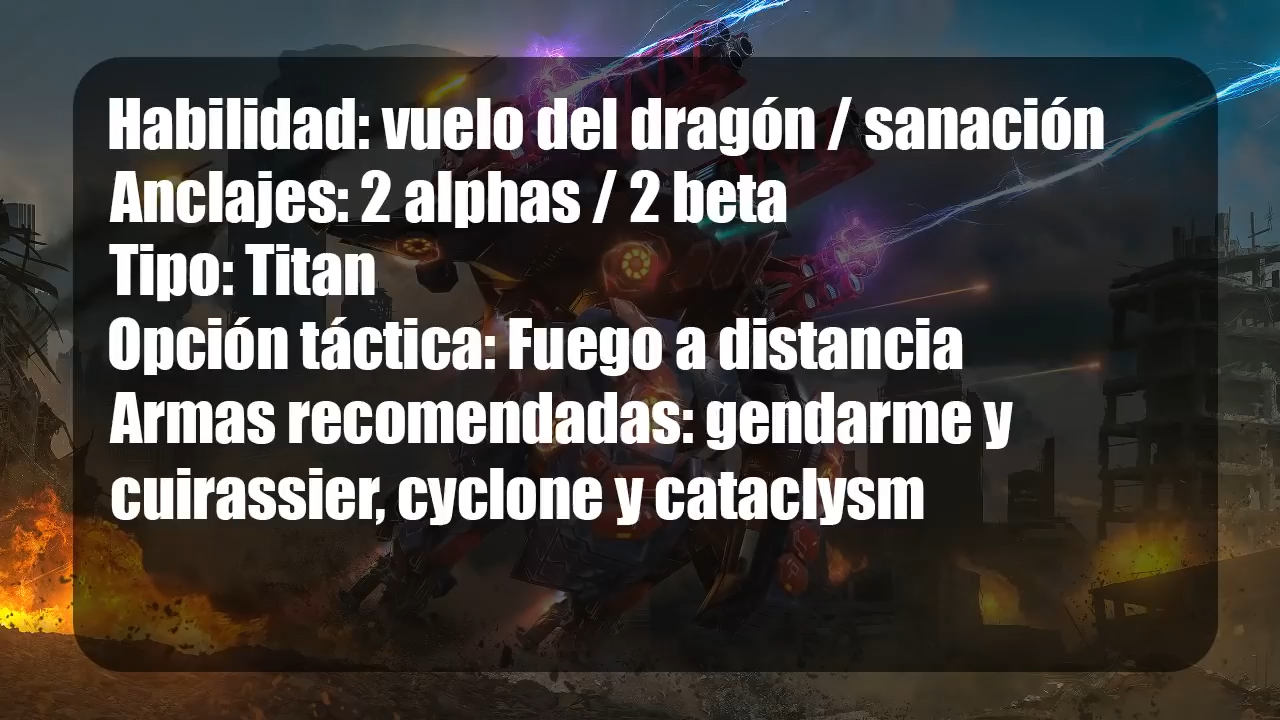 Habilidad: vuelo del dragón / sanación
Anclajes: 2 alphas / 2 beta
Tipo: Titan
Opción táctica: Fuego a distancia
Armas recomendadas: gendarme y
cuirassier, cyclone y cataclysm